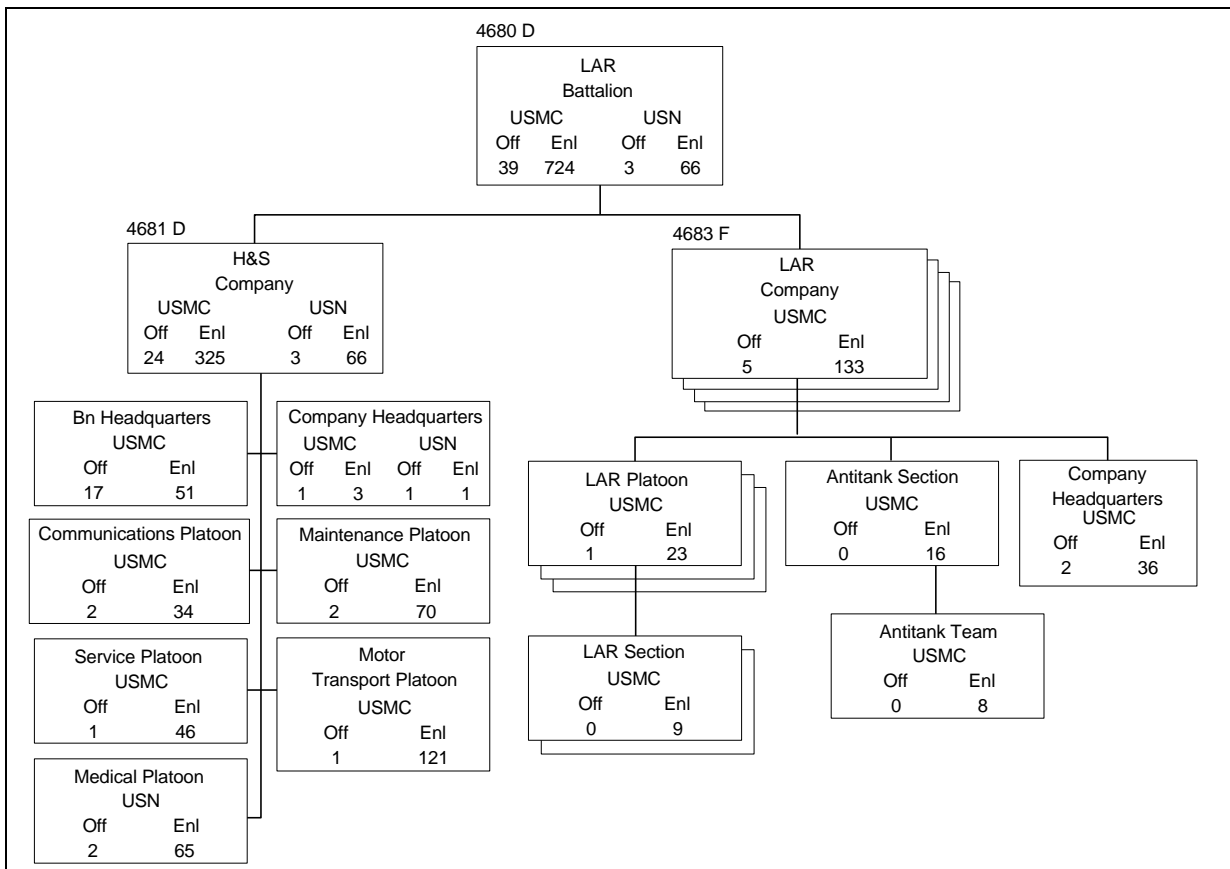 4680 D
LAR
Battalion
USMC USN
Off Enl Off Enl
39 724 3 66
4681 D
H&S
Company
USMC USN
Off Enl Off Enl
24 325 3 66
4683 F
LAR
Company
USMC
Off Enl
5 133
Bn Headquarters
USMC
Off Enl
17 51
Company Headquarters
USMC USN
Off Enl Off Enl
1 3 1 1
Communications Platoon
USMC
Off Enl
2 34
Maintenance Platoon
USMC
Off Enl
2 70
Service Platoon
USMC
Off Enl
1 46
Motor
Transport Platoon
USMC
Off Enl
1 121
Medical Platoon
USN
Off Enl
2 65
LAR Platoon
USMC
Off Enl
1 23
Antitank Section
USMC
Off Enl
0 16
Company
Headquarters
USMC
Off Enl
2 36
LAR Section
USMC
Off Enl
0 9
Antitank Team
USMC
Off Enl
0 8